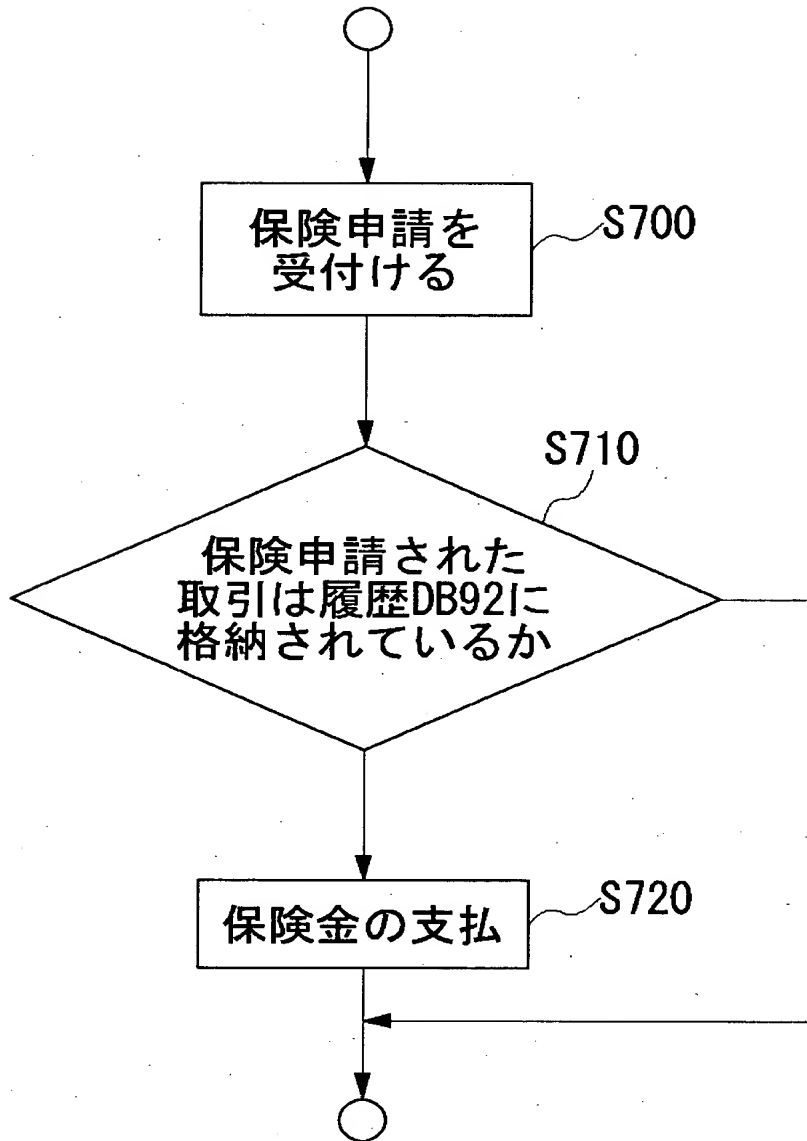 保険申請を
受付ける
S700
S710
保険申請された
取引は履歴DB92に
格納されているか
保険金の支払
S720